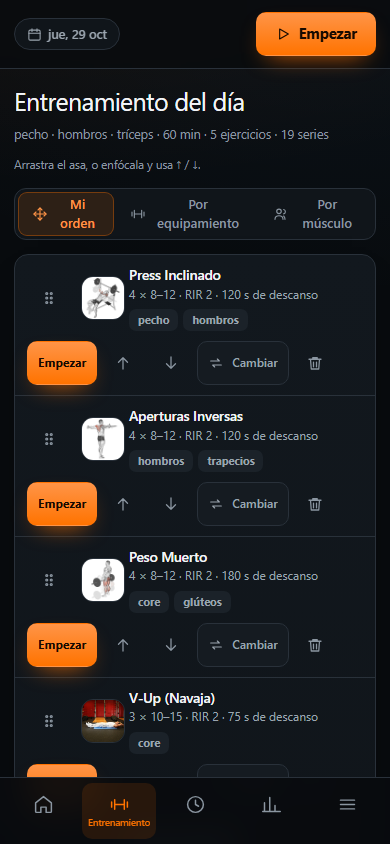 jue, 29 oct
Empezar
Entrenamiento del día
pecho · hombros · tríceps · 60 min · 5 ejercicios · 19 series
Arrastra el asa, o enfócala y usa ↑ / ↓.
Mi orden
Por equipamiento
Por músculo
Press Inclinado
4 × 8–12 · RIR 2 · 120 s de descanso
pecho hombros
Empezar ↑ ↓ Cambiar
Aperturas Inversas
4 × 8–12 · RIR 2 · 120 s de descanso
hombros trapecios
Empezar ↑ ↓ Cambiar
Peso Muerto
4 × 8–12 · RIR 2 · 180 s de descanso
core glúteos
Empezar ↑ ↓ Cambiar
V-Up (Navaja)
3 × 10–15 · RIR 2 · 75 s de descanso
core
Entrenamiento